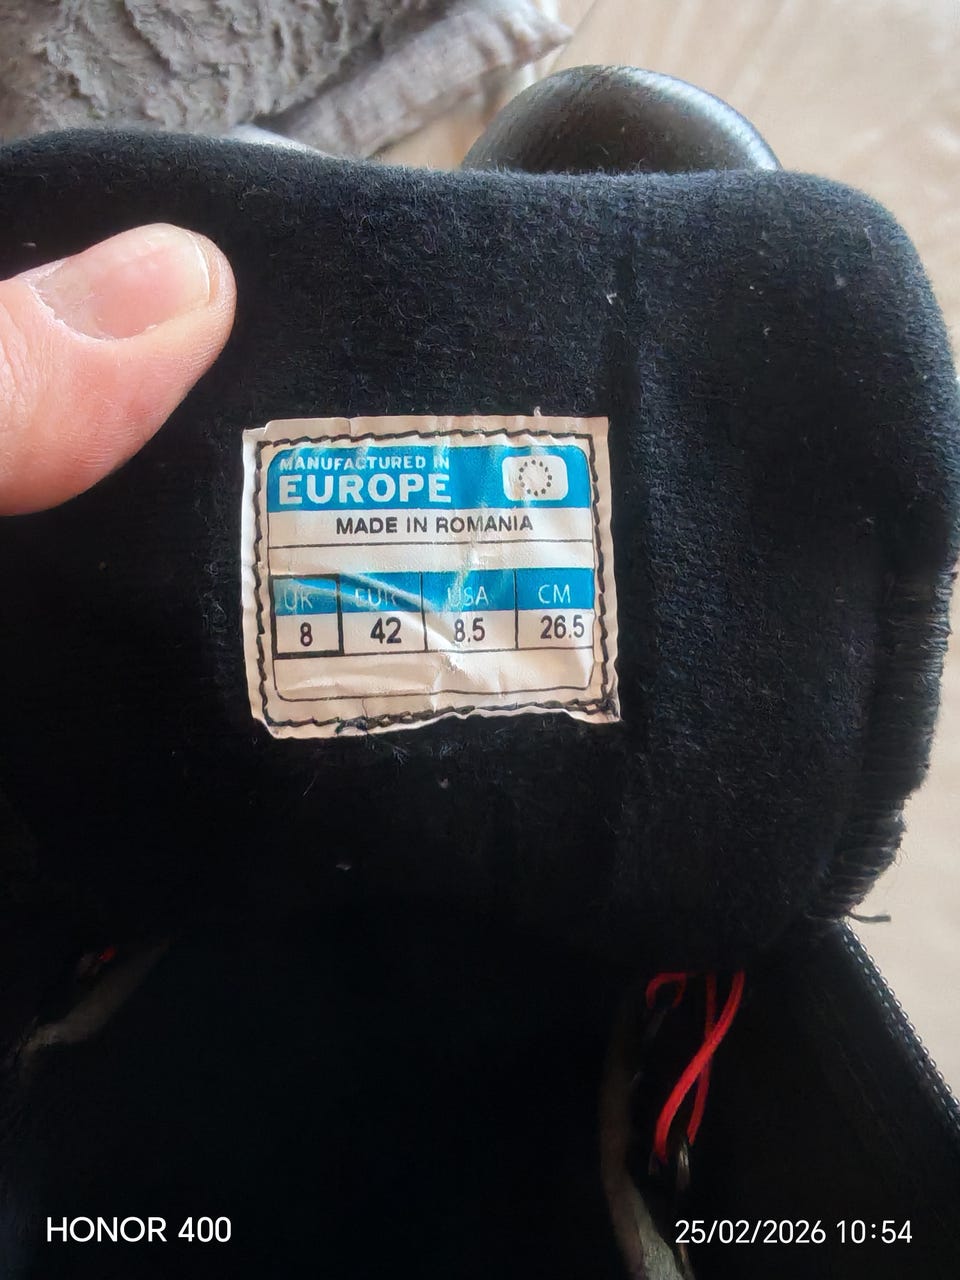 MANUFACTURED IN
EUROPE
MADE IN ROMANIA
UK EUR USA CM
8 42 8.5 26.5
HONOR 400
25/02/2026 10:54